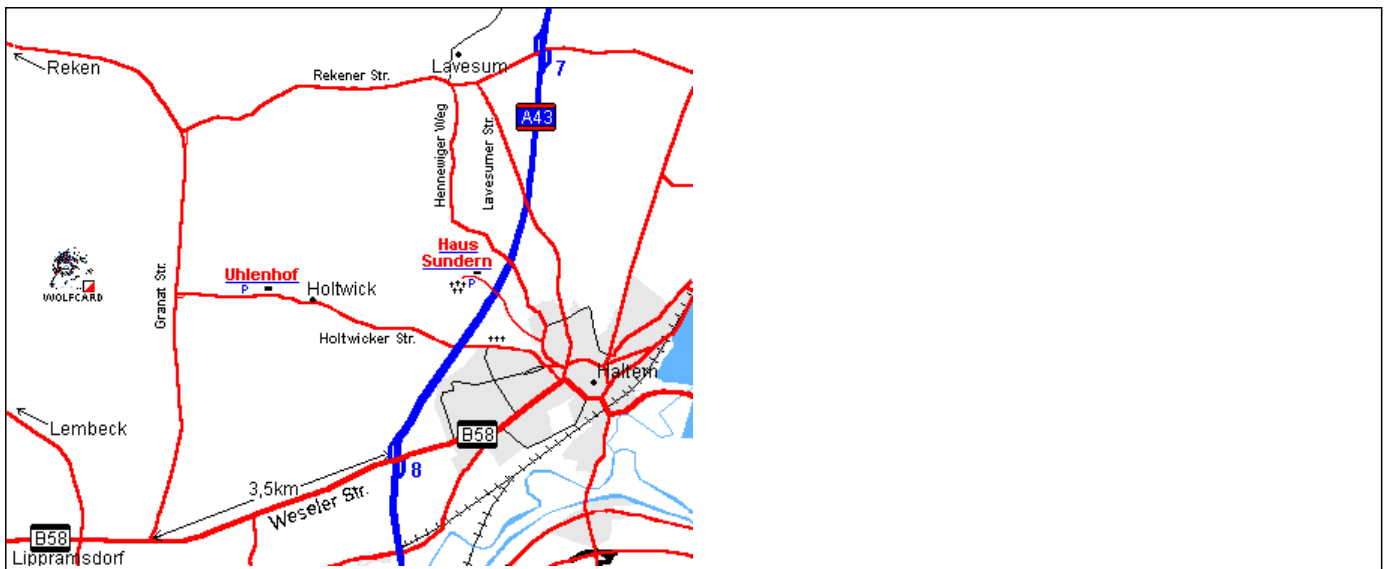 Reken
Lavesum
7
Rekener Str.
A43
Hennewiger Weg
Lavesumer Str.
Haus
Sundern
P
Uhlenhof
P
Holtwick
WOLFCARD
Granat Str.
Holtwicker Str.
Haltern
Lembeck
B58
8
3,5km
Weseler Str.
B58
Lippramsdorf